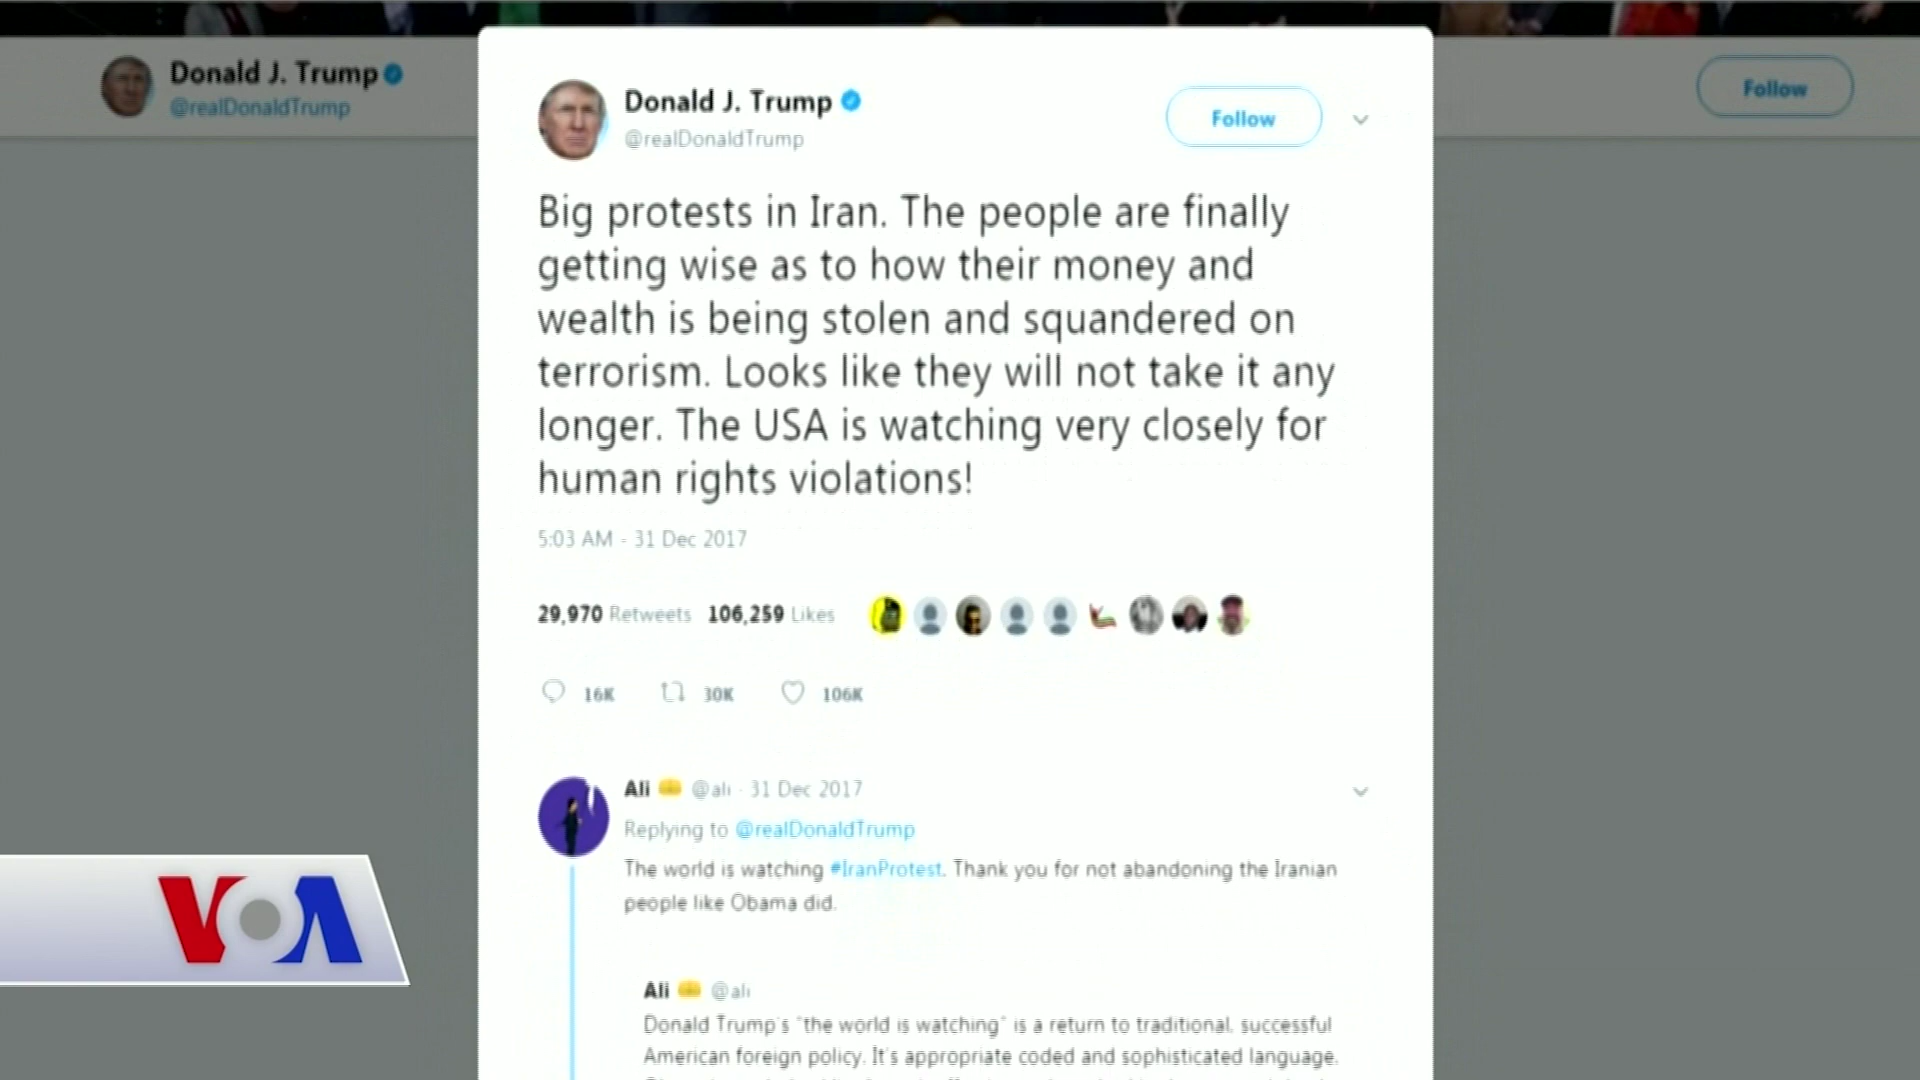 Donald J. Trump
@realDonaldTrump
Follow
Donald J. Trump
@realDonaldTrump
Follow
Big protests in Iran. The people are finally
getting wise as to how their money and
wealth is being stolen and squandered on
terrorism. Looks like they will not take it any
longer. The USA is watching very closely for
human rights violations!
5:03 AM - 31 Dec 2017
29,970 Retweets 106,259 Likes
16K 30K 106K
Ali @ali · 31 Dec 2017
Replying to @realDonaldTrump
The world is watching #IranProtest. Thank you for not abandoning the Iranian
people like Obama did.
Ali @ali
Donald Trump's "the world is watching" is a return to traditional, successful
American foreign policy. It's appropriate coded and sophisticated language.
VOA